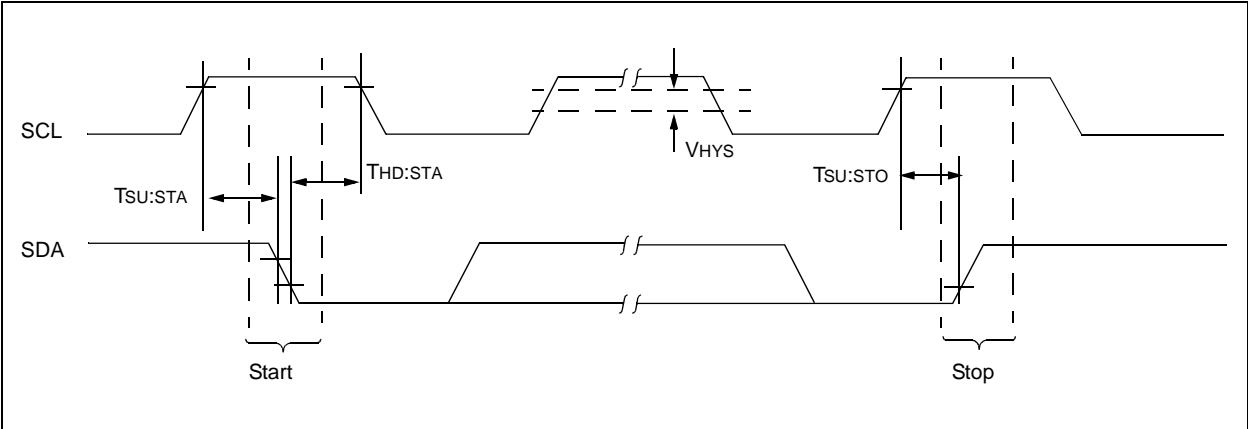 SCL
VHYS
THD:STA
TSU:STO
TSU:STA
SDA
Start
Stop